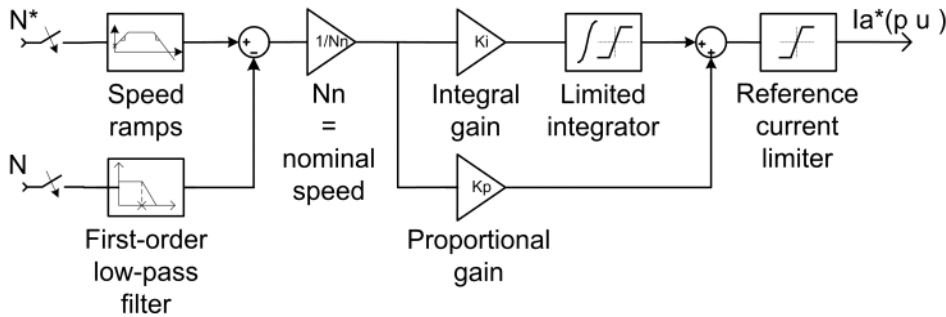 N*
Ia*(p u )
+
−
1/Nn
Ki
+
+
Speed
ramps
Nn
=
nominal
speed
Integral
gain
Limited
integrator
Reference
current
limiter
N
Kp
First-order
low-pass
filter
Proportional
gain